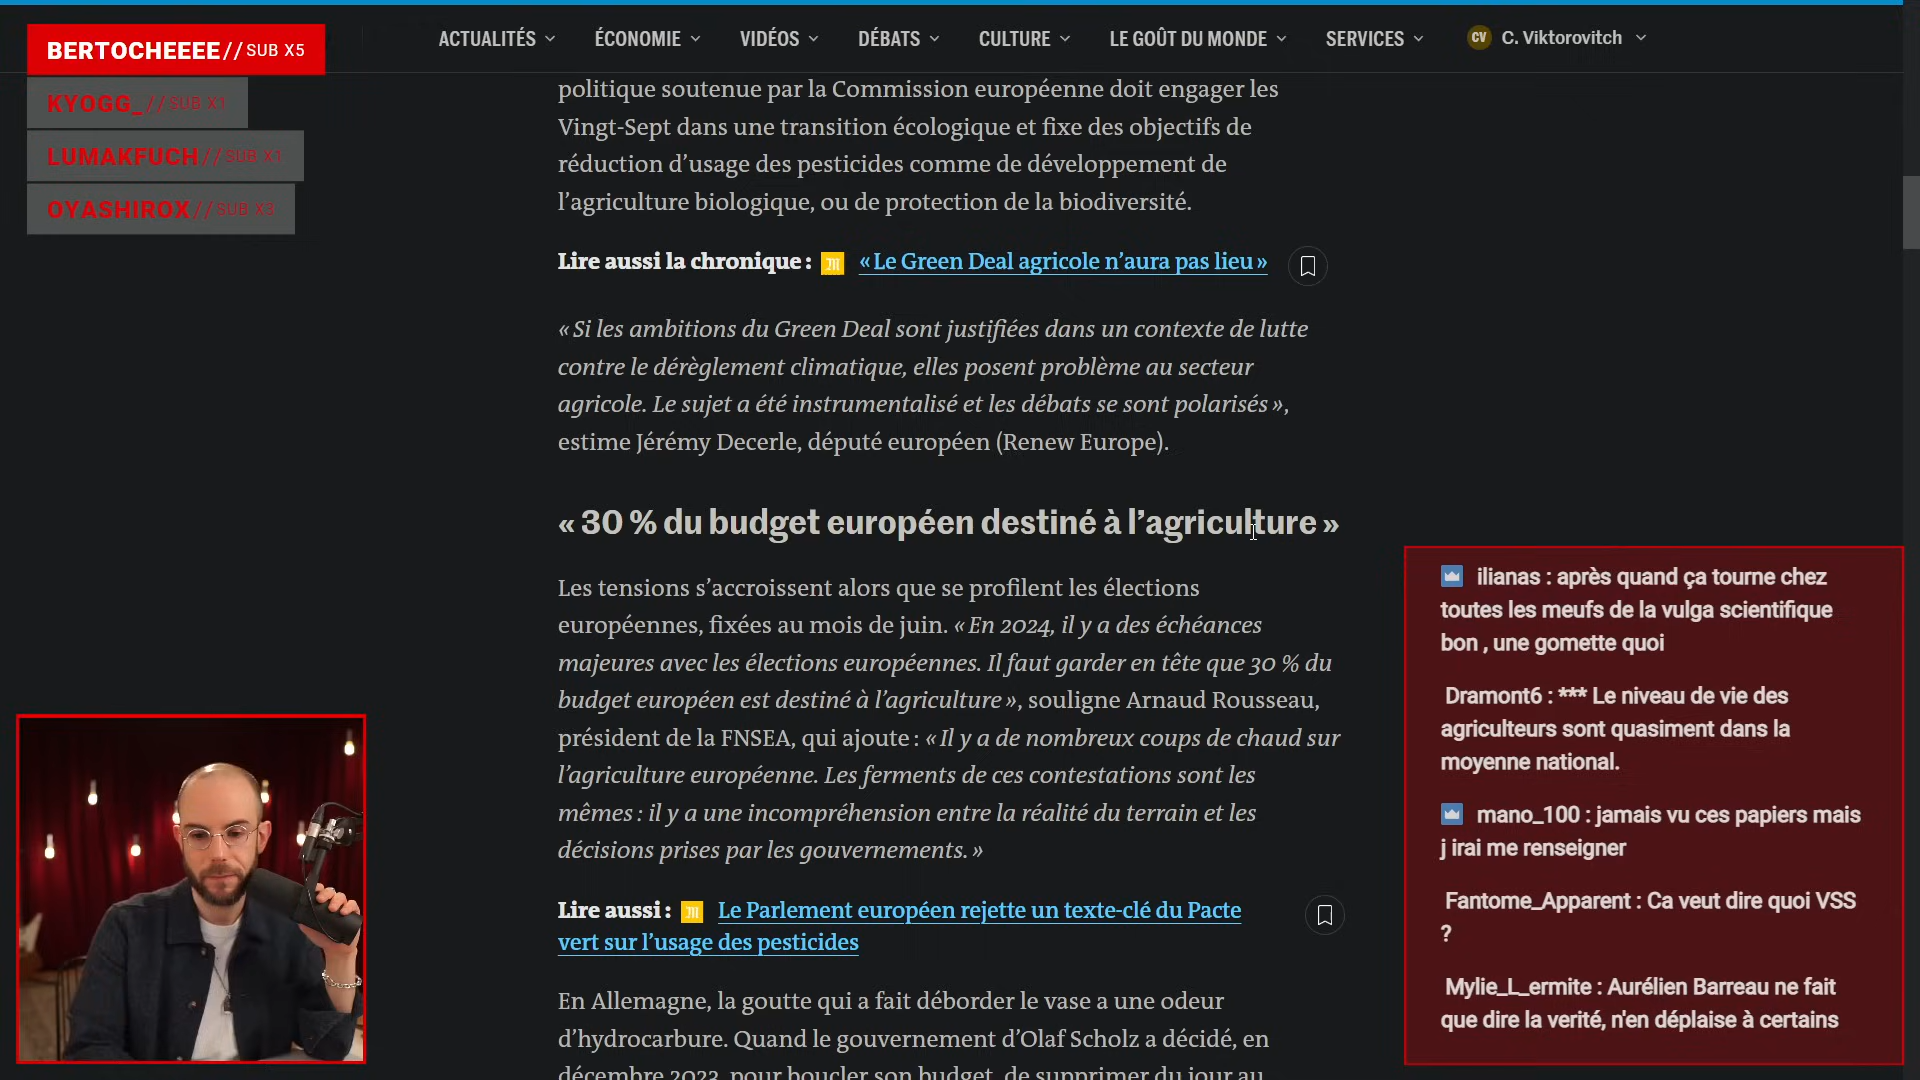 BERTOCHEEEE// SUB X5
KYOGG_// SUB X1
LUMAKFUCH// SUB X1
OYASHIROX// SUB X3
ACTUALITÉS ÉCONOMIE VIDÉOS DÉBATS CULTURE LE GOÛT DU MONDE SERVICES CV C. Viktorovitch
politique soutenue par la Commission européenne doit engager les
Vingt-Sept dans une transition écologique et fixe des objectifs de
réduction d’usage des pesticides comme de développement de
l’agriculture biologique, ou de protection de la biodiversité.
Lire aussi la chronique : M « Le Green Deal agricole n’aura pas lieu »
« Si les ambitions du Green Deal sont justifiées dans un contexte de lutte
contre le dérèglement climatique, elles posent problème au secteur
agricole. Le sujet a été instrumentalisé et les débats se sont polarisés »,
estime Jérémy Decerle, député européen (Renew Europe).
« 30 % du budget européen destiné à l’agriculture »
Les tensions s’accroissent alors que se profilent les élections
européennes, fixées au mois de juin. « En 2024, il y a des échéances
majeures avec les élections européennes. Il faut garder en tête que 30 % du
budget européen est destiné à l’agriculture », souligne Arnaud Rousseau,
président de la FNSEA, qui ajoute : « Il y a de nombreux coups de chaud sur
l’agriculture européenne. Les ferments de ces contestations sont les
mêmes : il y a une incompréhension entre la réalité du terrain et les
décisions prises par les gouvernements. »
Lire aussi : M Le Parlement européen rejette un texte-clé du Pacte
vert sur l’usage des pesticides
En Allemagne, la goutte qui a fait déborder le vase a une odeur
d’hydrocarbure. Quand le gouvernement d’Olaf Scholz a décidé, en
décembre 2023, pour boucler son budget, de supprimer du jour au
ilianas : après quand ça tourne chez
toutes les meufs de la vulga scientifique
bon , une gomette quoi
Dramont6 : *** Le niveau de vie des
agriculteurs sont quasiment dans la
moyenne national.
mano_100 : jamais vu ces papiers mais
j irai me renseigner
Fantome_Apparent : Ca veut dire quoi VSS
?
Mylie_L_ermite : Aurélien Barreau ne fait
que dire la verité, n'en déplaise à certains